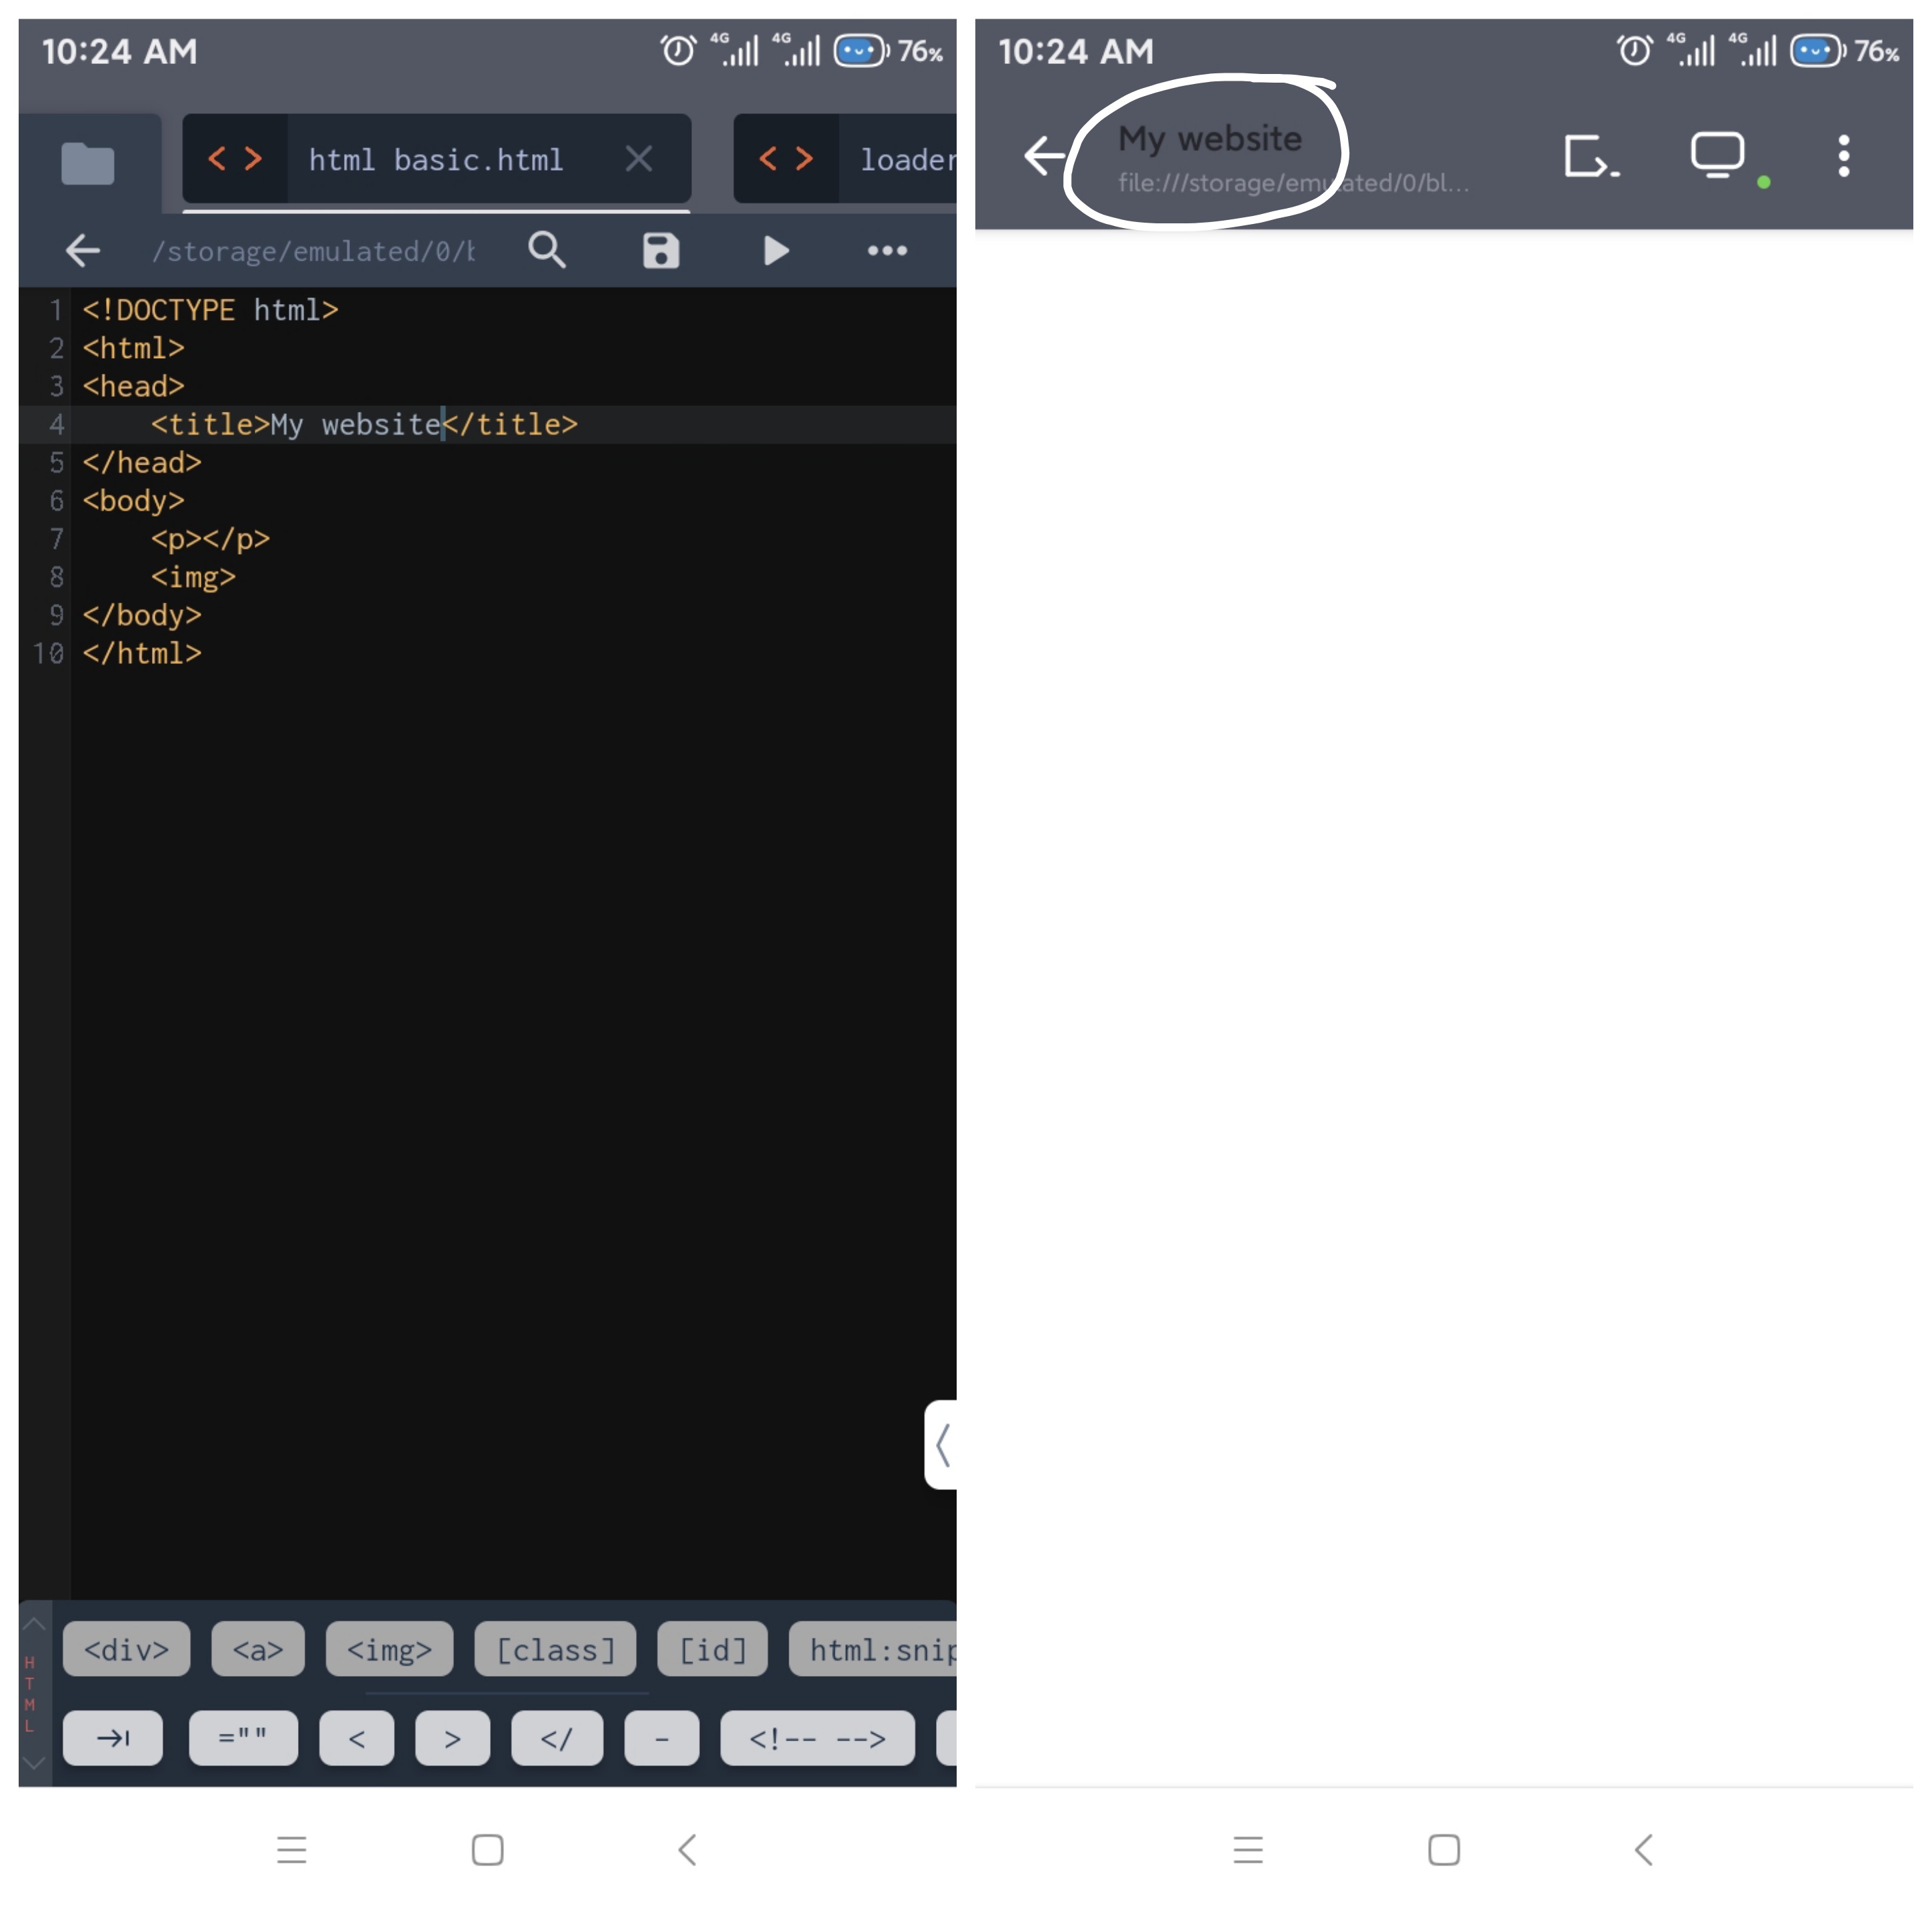 10:24 AM 4G 4G 76%
< > html basic.html
< > loader
/storage/emulated/0/b
1 <!DOCTYPE html>
2 <html>
3 <head>
4     <title>My website</title>
5 </head>
6 <body>
7     <p></p>
8     <img>
9 </body>
10 </html>
<div> <a> <img> [class] [id] html:snip
HTML
="" < > </ - <!-- -->
10:24 AM 4G 4G 76%
My website
file:///storage/emulated/0/bl...